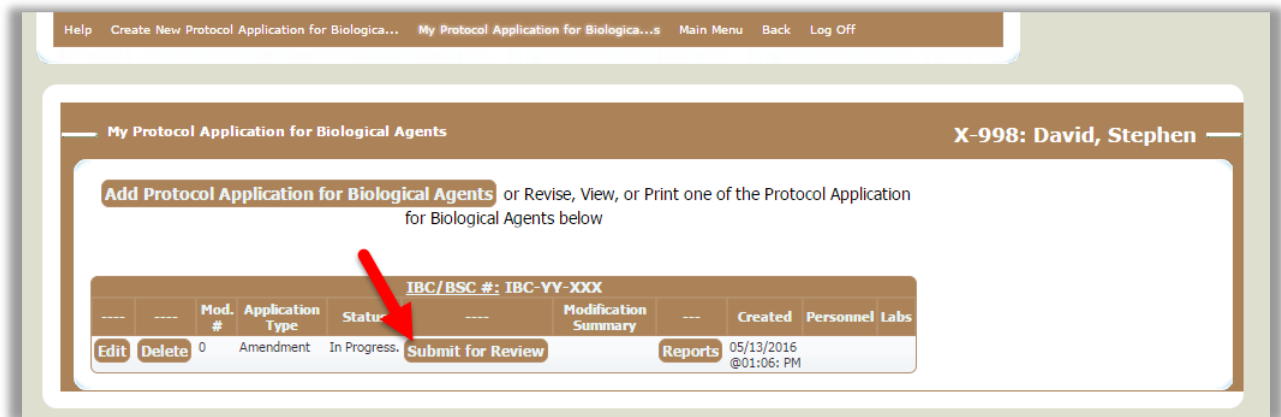 Help Create New Protocol Application for Biologica... My Protocol Application for Biologica...s Main Menu Back Log Off
My Protocol Application for Biological Agents
X-998: David, Stephen
Add Protocol Application for Biological Agents or Revise, View, or Print one of the Protocol Application
for Biological Agents below
IBC/BSC #: IBC-YY-XXX
---- ---- Mod. # Application Type Status ---- Modification Summary --- Created Personnel Labs
Edit Delete 0 Amendment In Progress. Submit for Review Reports 05/13/2016
@01:06: PM